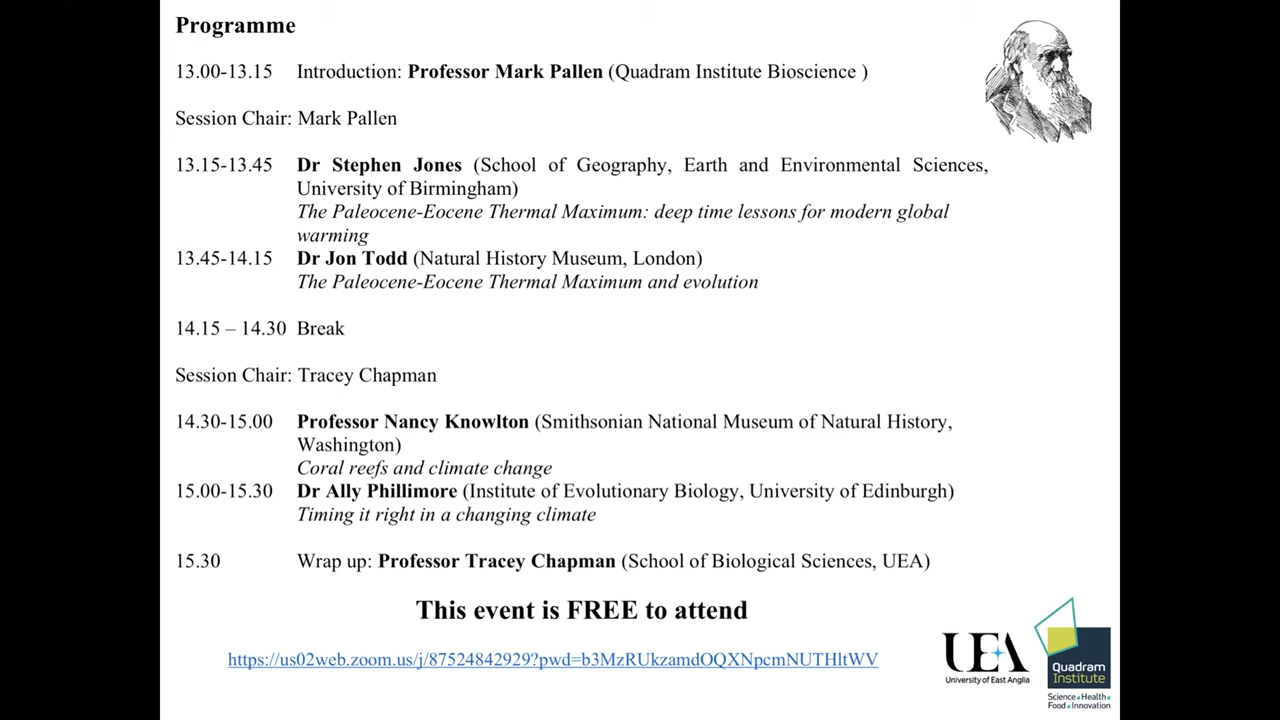 Programme
13.00-13.15 Introduction: Professor Mark Pallen (Quadram Institute Bioscience )
Session Chair: Mark Pallen
13.15-13.45 Dr Stephen Jones (School of Geography, Earth and Environmental Sciences,
University of Birmingham)
The Paleocene-Eocene Thermal Maximum: deep time lessons for modern global
warming
13.45-14.15 Dr Jon Todd (Natural History Museum, London)
The Paleocene-Eocene Thermal Maximum and evolution
14.15 – 14.30 Break
Session Chair: Tracey Chapman
14.30-15.00 Professor Nancy Knowlton (Smithsonian National Museum of Natural History,
Washington)
Coral reefs and climate change
15.00-15.30 Dr Ally Phillimore (Institute of Evolutionary Biology, University of Edinburgh)
Timing it right in a changing climate
15.30 Wrap up: Professor Tracey Chapman (School of Biological Sciences, UEA)
This event is FREE to attend
https://us02web.zoom.us/j/87524842929?pwd=b3MzRUkzamdOQXNpcmNUTHltWV
UEA
University of East Anglia
Quadram
Institute
Science Health
Food Innovation